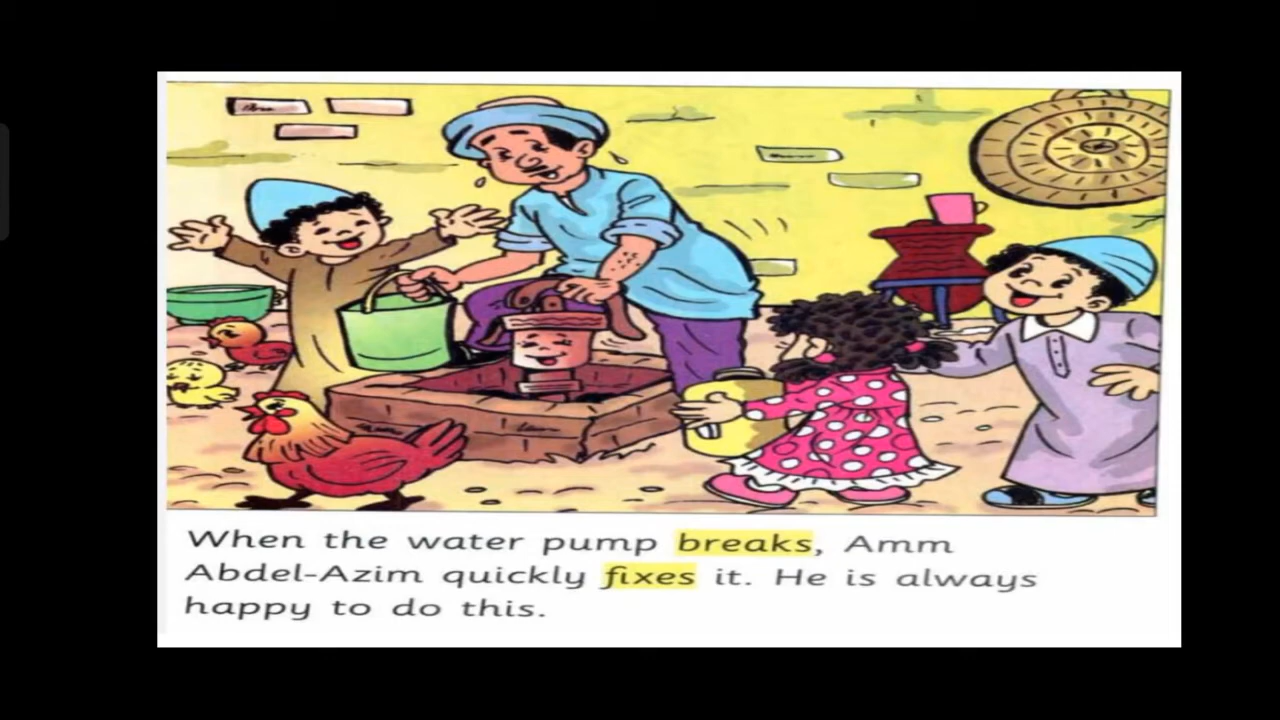 When the water pump breaks, Amm
Abdel-Azim quickly fixes it. He is always
happy to do this.